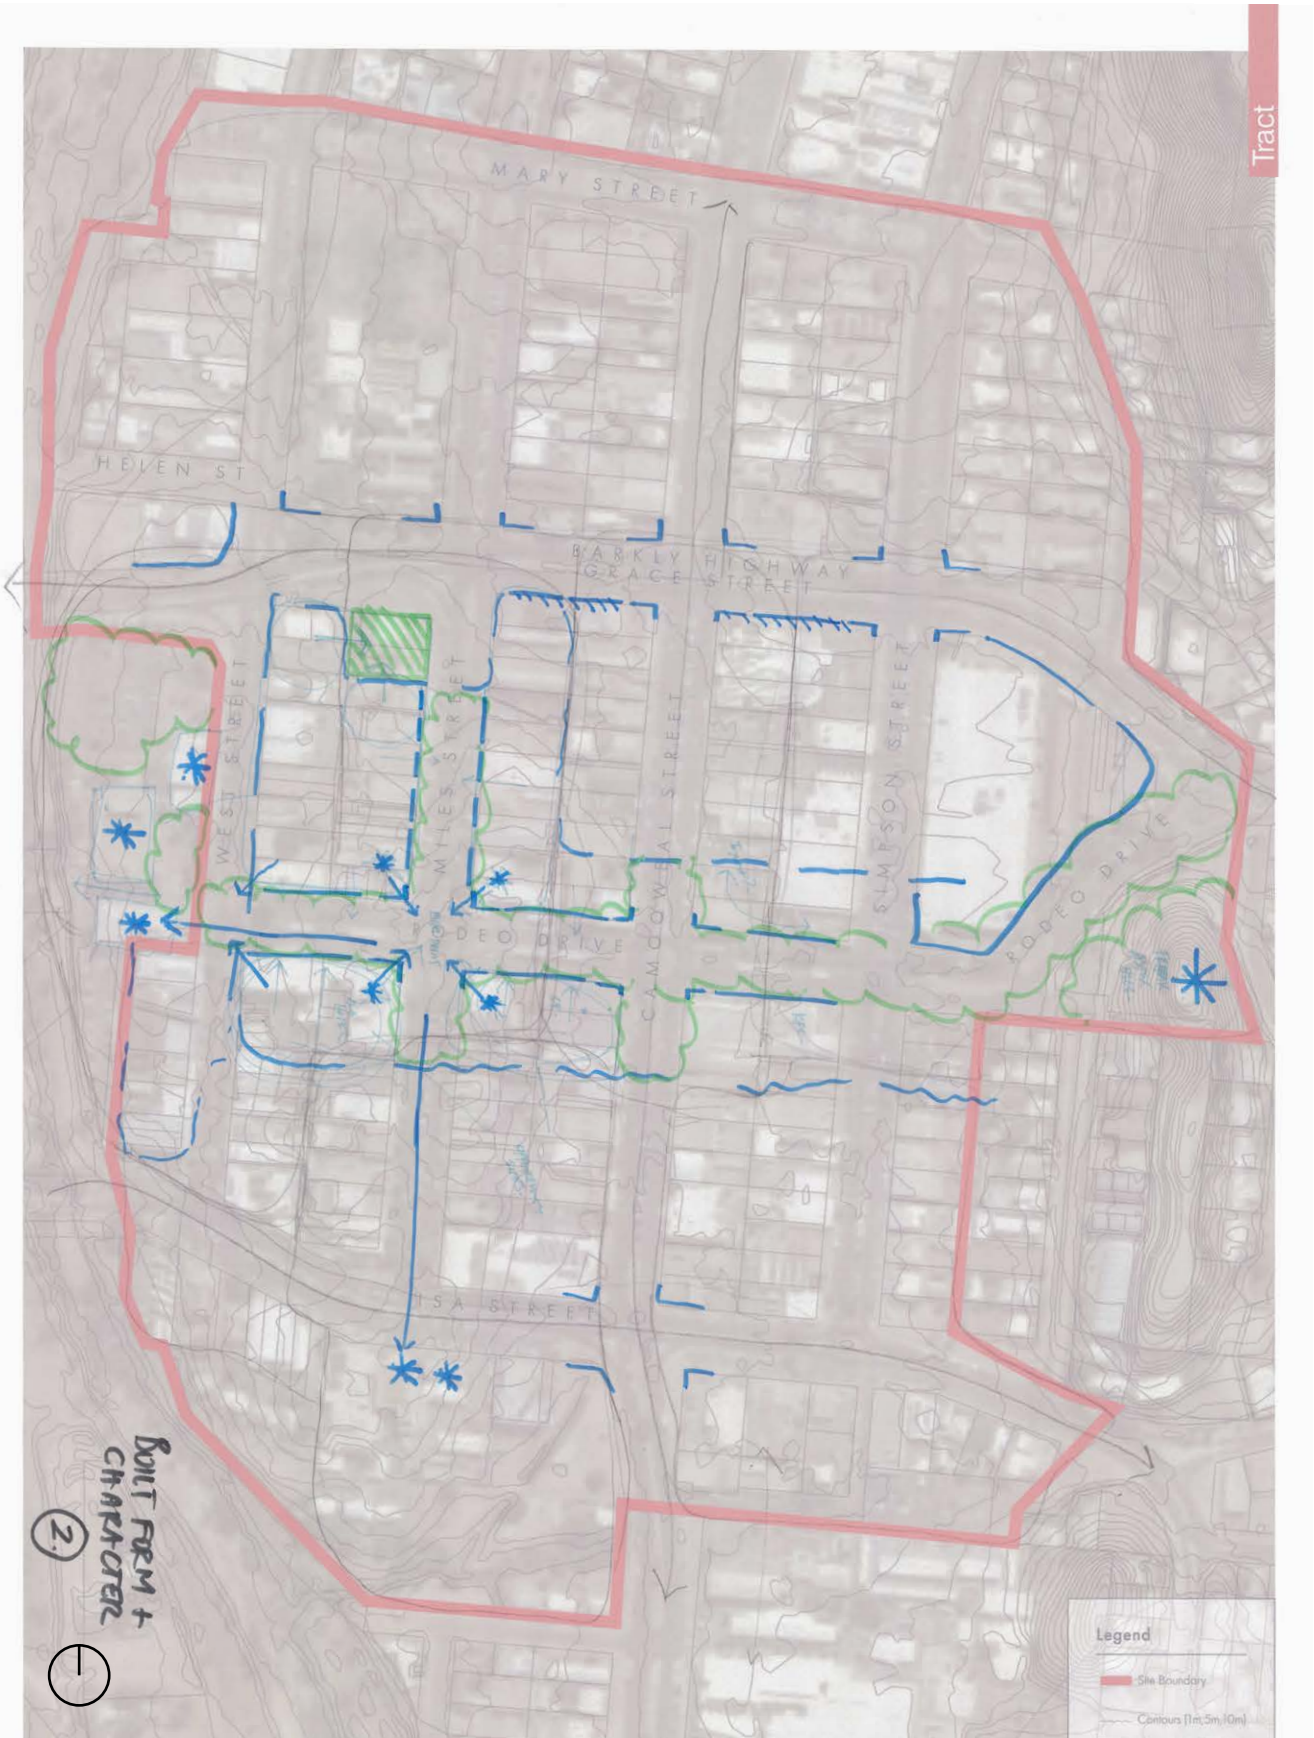 Tract
MARY STREET
HELEN ST
BARKLY HIGHWAY
GRACE STREET
WEST STREET
MILES STREET
CAMOOWEAL STREET
SIMPSON STREET
RODEO DRIVE
DEO DRIVE
ISA STREET
BUILT FORM +
CHARACTER
2
Legend
Site Boundary
Contours (1m,5m,10m)